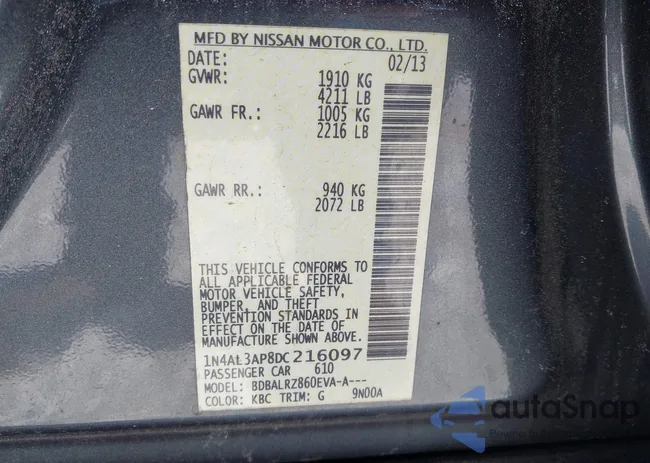 MFD BY NISSAN MOTOR CO., LTD.
DATE: 02/13
GVWR: 1910 KG
4211 LB
GAWR FR.: 1005 KG
2216 LB
GAWR RR.: 940 KG
2072 LB
THIS VEHICLE CONFORMS TO
ALL APPLICABLE FEDERAL
MOTOR VEHICLE SAFETY,
BUMPER, AND THEFT
PREVENTION STANDARDS IN
EFFECT ON THE DATE OF
MANUFACTURE SHOWN ABOVE.
1N4AL3AP8DC216097
PASSENGER CAR 610
MODEL: BDBALRZ860EVA-A---
COLOR: KBC TRIM: G 9N00A
autoSnap